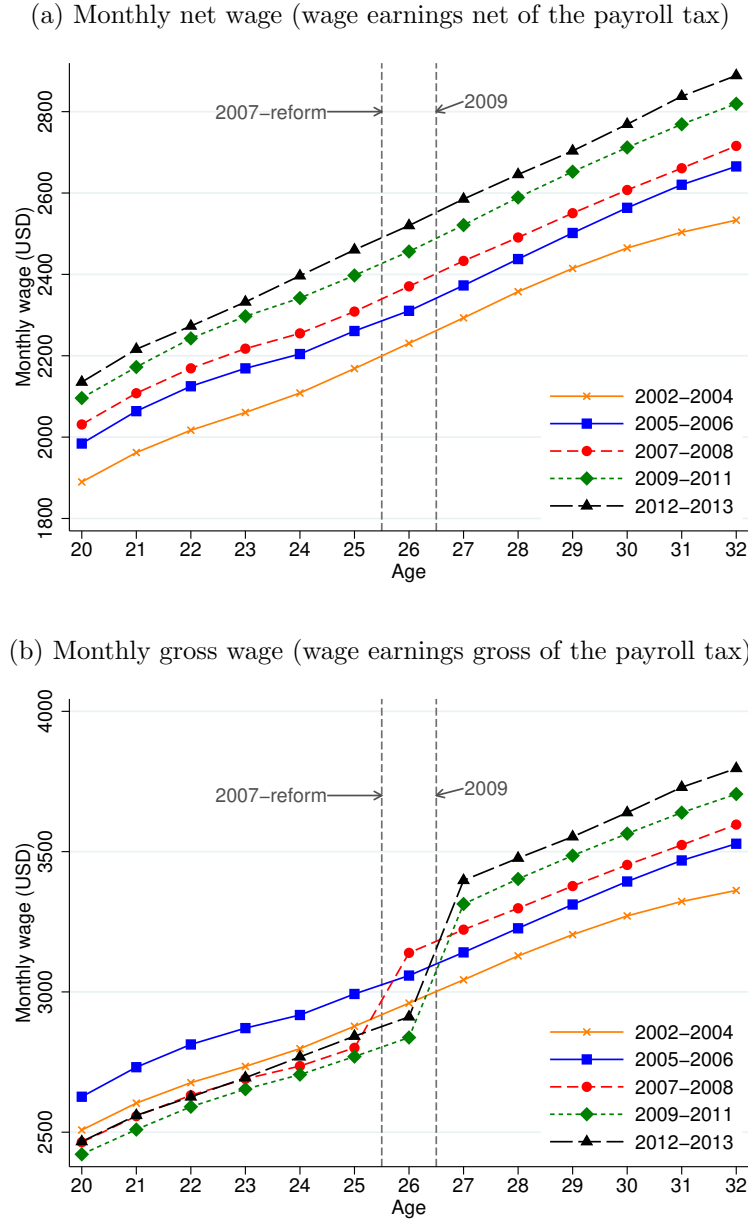 (a) Monthly net wage (wage earnings net of the payroll tax)
Monthly wage (USD)
2800
2600
2400
2200
2000
1800
2007−reform
2009
2002−2004
2005−2006
2007−2008
2009−2011
2012−2013
20 21 22 23 24 25 26 27 28 29 30 31 32
Age
(b) Monthly gross wage (wage earnings gross of the payroll tax)
Monthly wage (USD)
4000
3500
3000
2500
2007−reform
2009
2002−2004
2005−2006
2007−2008
2009−2011
2012−2013
20 21 22 23 24 25 26 27 28 29 30 31 32
Age